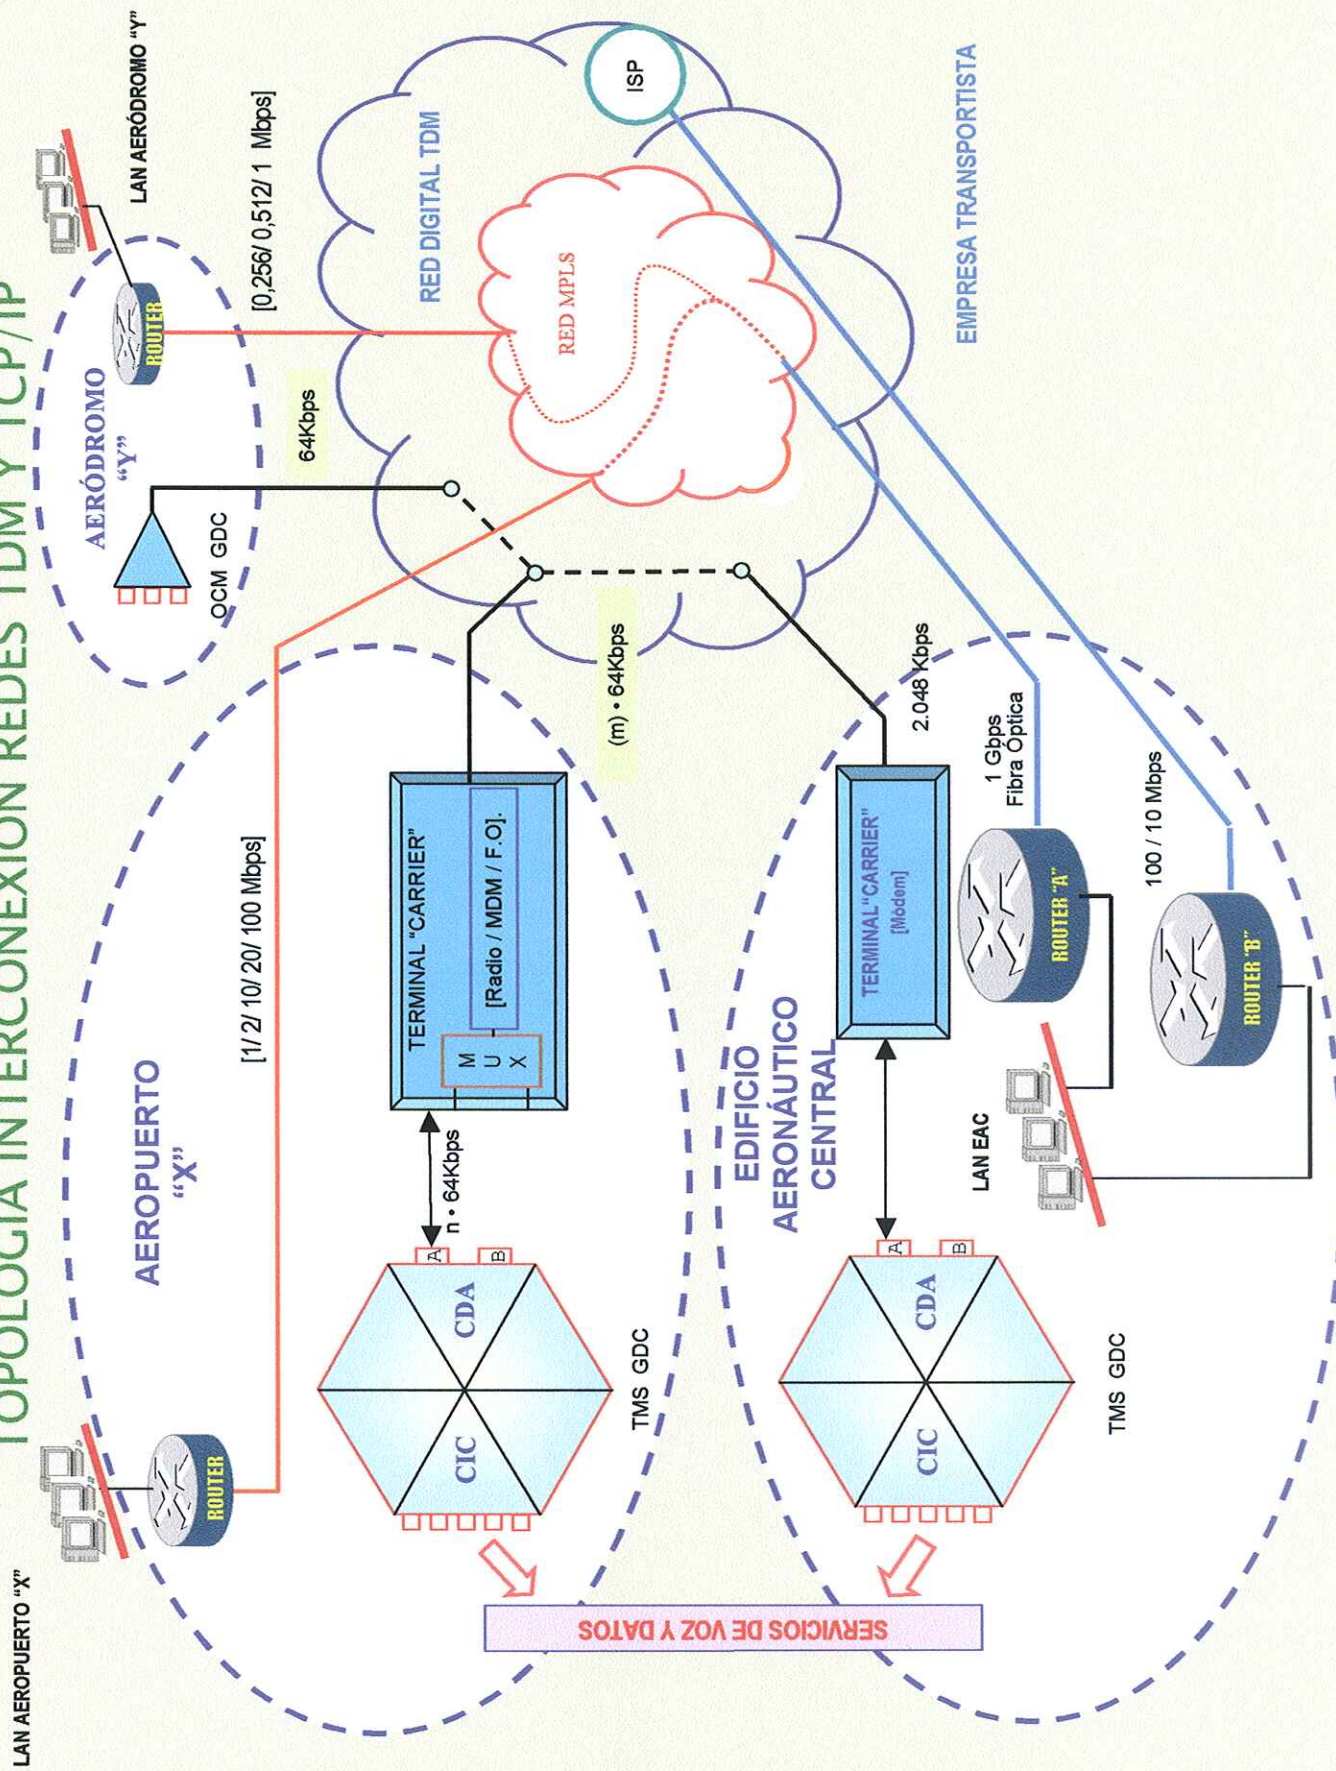 TOPOLOGÍA INTERCONEXIÓN REDES TDM Y TCP/IP
LAN AEROPUERTO “X”
ROUTER
AEROPUERTO
“X”
[1/ 2/ 10/ 20/ 100 Mbps]
CIC
CDA
A
B
TMS GDC
n • 64Kbps
TERMINAL “CARRIER”
M
U
X
[Radio / MDM / F.O].
AERÓDROMO
“Y”
OCM GDC
ROUTER
LAN AERÓDROMO “Y”
[0,256/ 0,512/ 1 Mbps]
64Kbps
(m) • 64Kbps
RED DIGITAL TDM
RED MPLS
ISP
EMPRESA TRANSPORTISTA
SERVICIOS DE VOZ Y DATOS
EDIFICIO
AERONÁUTICO
CENTRAL
CIC
CDA
A
B
TMS GDC
TERMINAL“CARRIER”
[Módem]
2.048 Kbps
LAN EAC
1 Gbps
Fibra Óptica
ROUTER “A”
100 / 10 Mbps
ROUTER “B”